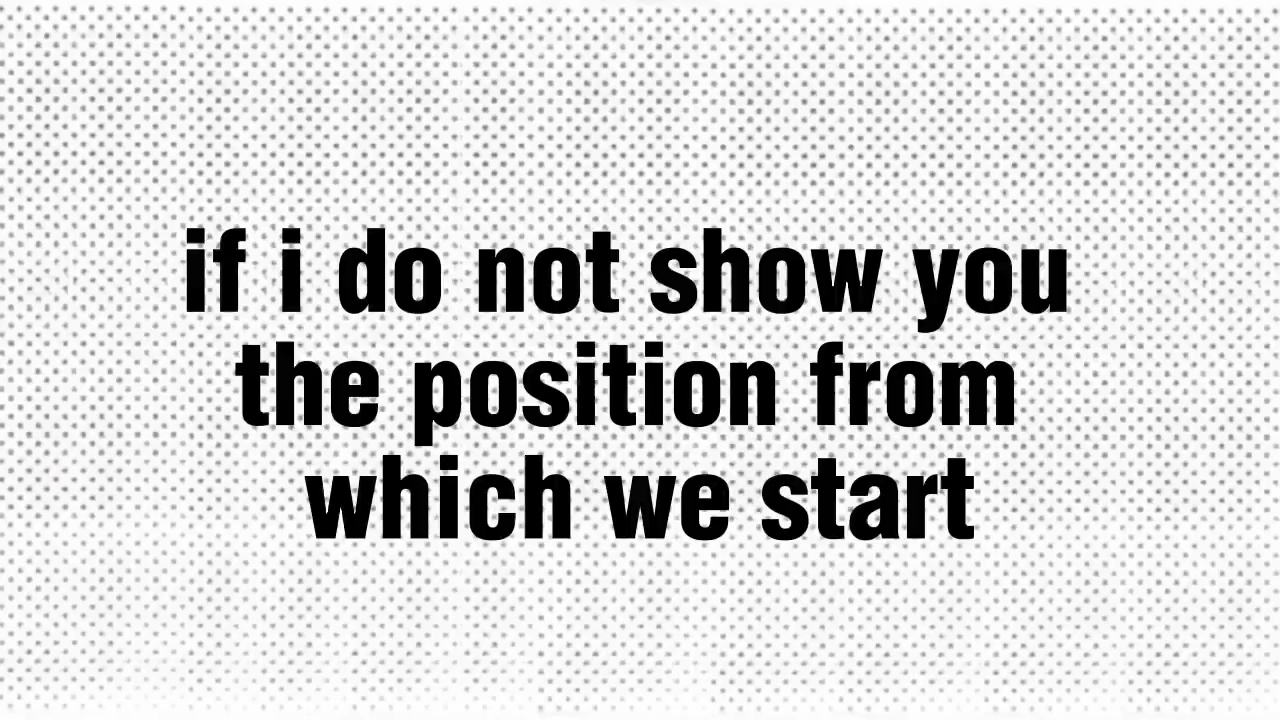 if i do not show you
the position from
which we start